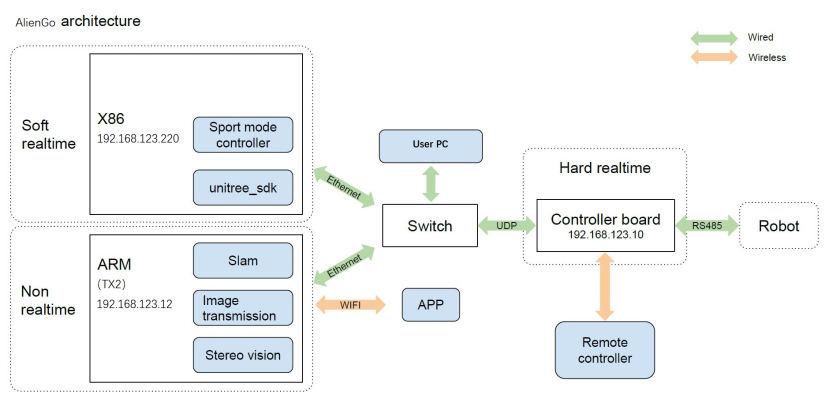 AlienGo architecture
Wired
Wireless
Soft
realtime
X86
192.168.123.220
Sport mode
controller
unitree_sdk
Ethernet
User PC
Switch
UDP
Hard realtime
Controller board
192.168.123.10
RS485
Robot
Non
realtime
ARM
(TX2)
192.168.123.12
Slam
Image
transmission
Stereo vision
Ethernet
WIFI
APP
Remote
controller